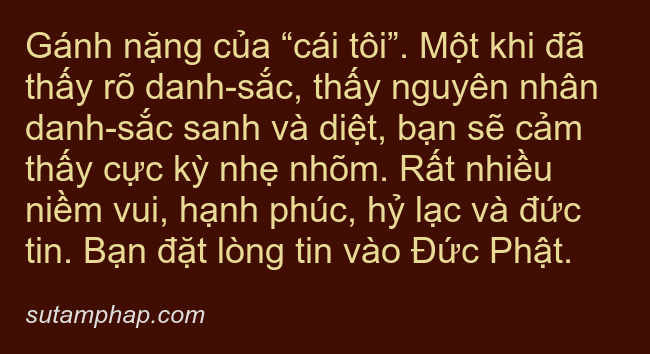 Gánh nặng của “cái tôi”. Một khi đã
thấy rõ danh-sắc, thấy nguyên nhân
danh-sắc sanh và diệt, bạn sẽ cảm
thấy cực kỳ nhẹ nhõm. Rất nhiều
niềm vui, hạnh phúc, hỷ lạc và đức
tin. Bạn đặt lòng tin vào Đức Phật.
sutamphap.com